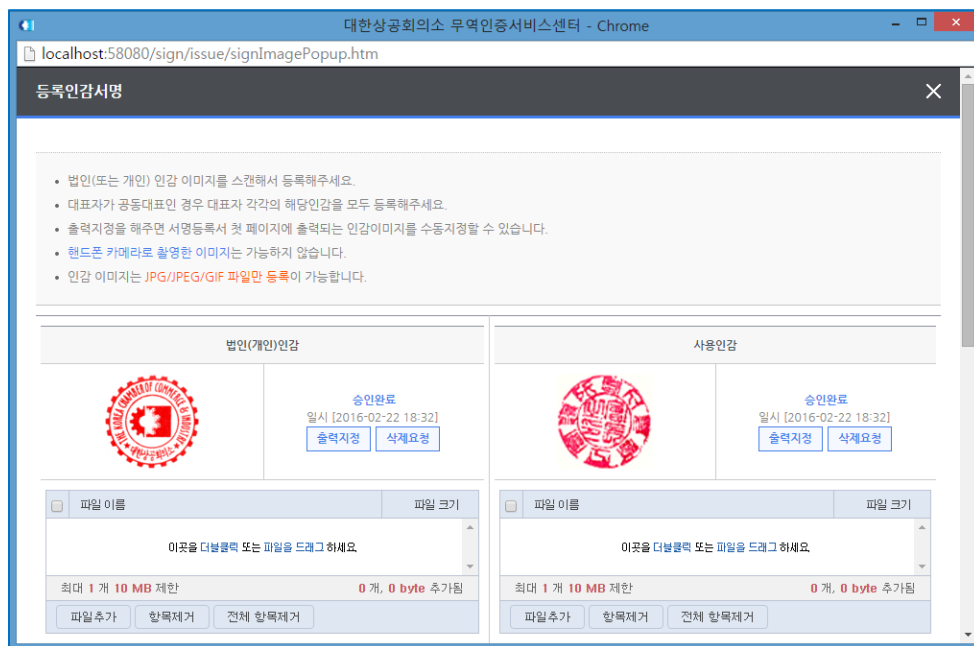 대한상공회의소 무역인증서비스센터 - Chrome
localhost:58080/sign/issue/signImagePopup.htm
등록인감서명
• 법인(또는 개인) 인감 이미지를 스캔해서 등록해주세요.
• 대표자가 공동대표인 경우 대표자 각각의 해당인감을 모두 등록해주세요.
• 출력지정을 해주면 서명등록서 첫 페이지에 출력되는 인감이미지를 수동지정할 수 있습니다.
• 핸드폰 카메라로 촬영한 이미지는 가능하지 않습니다.
• 인감 이미지는 JPG/JPEG/GIF 파일만 등록이 가능합니다.
법인(개인)인감
THE KOREA CHAMBER OF COMMERCE & INDUSTRY
대한상공회의소
승인완료
일시 [2016-02-22 18:32]
출력지정 삭제요청
파일 이름 파일 크기
이곳을 더블클릭 또는 파일을 드래그 하세요.
최대 1 개 10 MB 제한 0 개, 0 byte 추가됨
파일추가 항목제거 전체 항목제거
사용인감
승인완료
일시 [2016-02-22 18:32]
출력지정 삭제요청
파일 이름 파일 크기
이곳을 더블클릭 또는 파일을 드래그 하세요.
최대 1 개 10 MB 제한 0 개, 0 byte 추가됨
파일추가 항목제거 전체 항목제거